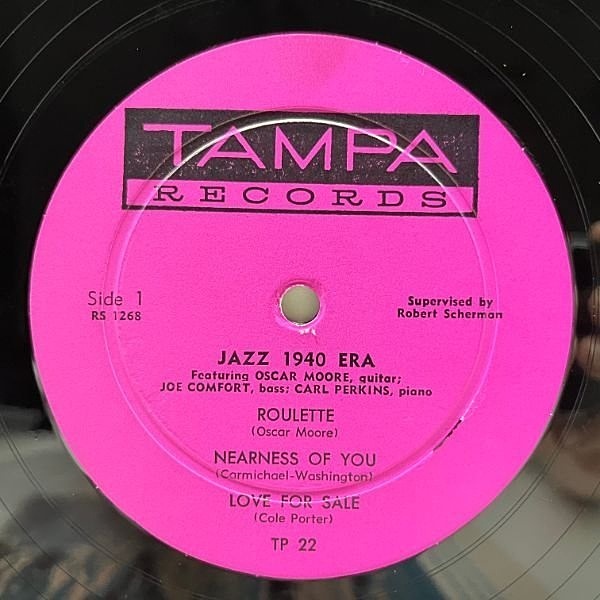 TAMPA
RECORDS
Side 1
RS 1268
Supervised by
Robert Scherman
JAZZ 1940 ERA
Featuring OSCAR MOORE, guitar;
JOE COMFORT, bass; CARL PERKINS, piano
ROULETTE
(Oscar Moore)
NEARNESS OF YOU
(Carmichael-Washington)
LOVE FOR SALE
(Cole Porter)
TP 22